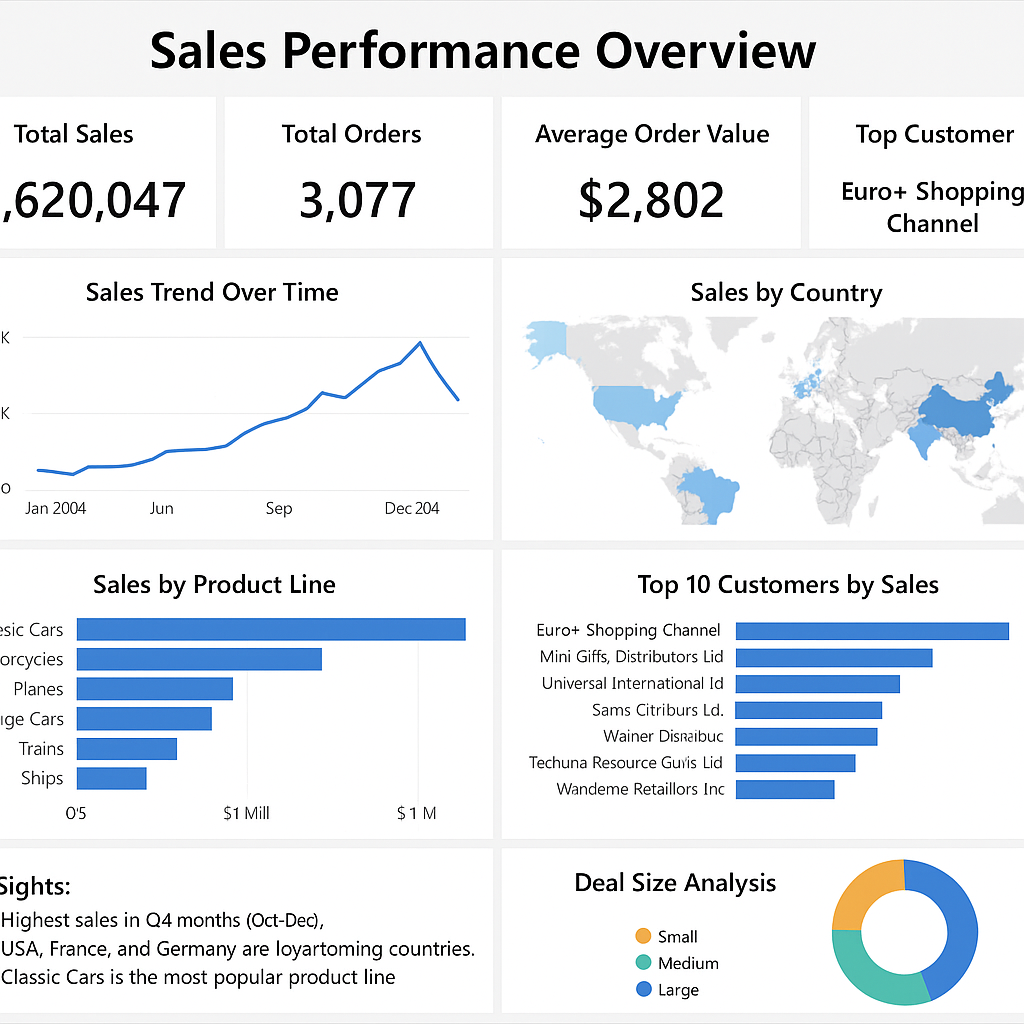 Sales Performance Overview
Total Sales
,620,047
Total Orders
3,077
Average Order Value
$2,802
Top Customer
Euro+ Shopping
Channel
Sales Trend Over Time
K
K
0
Jan 2004 Jun Sep Dec 204
Sales by Country
Sales by Product Line
esic Cars
orcycies
Planes
ge Cars
Trains
Ships
0'5 $1 Mill $ 1 M
Top 10 Customers by Sales
Euro+ Shopping Channel
Mini Giffs, Distributors Lid
Universal International Id
Sams Citriburs Ld.
Wainer
Techuna Resource Lid
Wandeme Retaillors Inc
Sights:
Highest sales in Q4 months (Oct-Dec),
USA, France, and Germany are loyartoming countries.
Classic Cars is the most popular product line
Deal Size Analysis
Small
Medium
Large